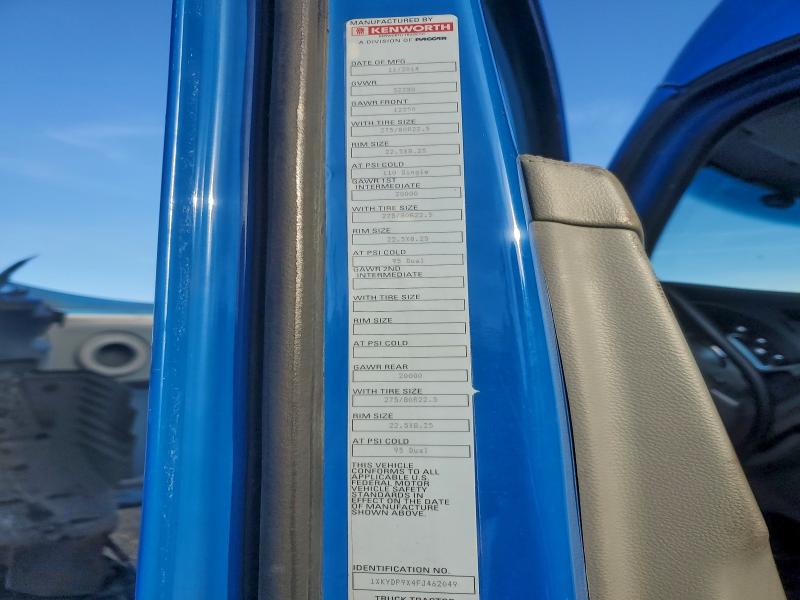 MANUFACTURED BY
KENWORTH
A DIVISION OF PACCAR
DATE OF MFG
11/2014
GVWR
52280
GAWR FRONT
WITH TIRE SIZE
275/80R22.5
RIM SIZE
22.5X8.25
AT PSI COLD
110 Single
GAWR 1ST
INTERMEDIATE
20000
WITH TIRE SIZE
275/80R22.5
RIM SIZE
22.5X8.25
AT PSI COLD
95 Dual
GAWR 2ND
INTERMEDIATE
WITH TIRE SIZE
RIM SIZE
AT PSI COLD
GAWR REAR
20000
WITH TIRE SIZE
275/80R22.5
RIM SIZE
22.5X8.25
AT PSI COLD
95 Dual
THIS VEHICLE
CONFORMS TO ALL
APPLICABLE U.S.
FEDERAL MOTOR
VEHICLE SAFETY
STANDARDS IN
EFFECT ON THE DATE
OF MANUFACTURE
SHOWN ABOVE.
IDENTIFICATION NO.
1XKYDP9X4FJ462049
TRUCK TRACTOR